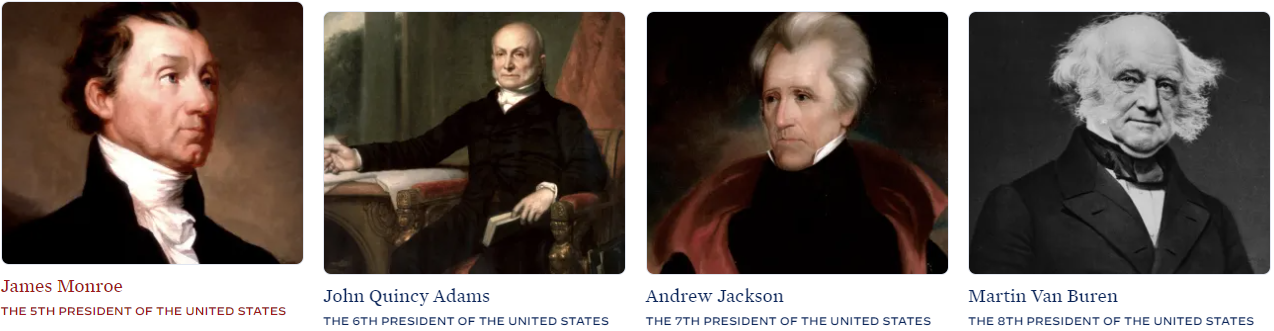 James Monroe
THE 5TH PRESIDENT OF THE UNITED STATES
John Quincy Adams
THE 6TH PRESIDENT OF THE UNITED STATES
Andrew Jackson
THE 7TH PRESIDENT OF THE UNITED STATES
Martin Van Buren
THE 8TH PRESIDENT OF THE UNITED STATES